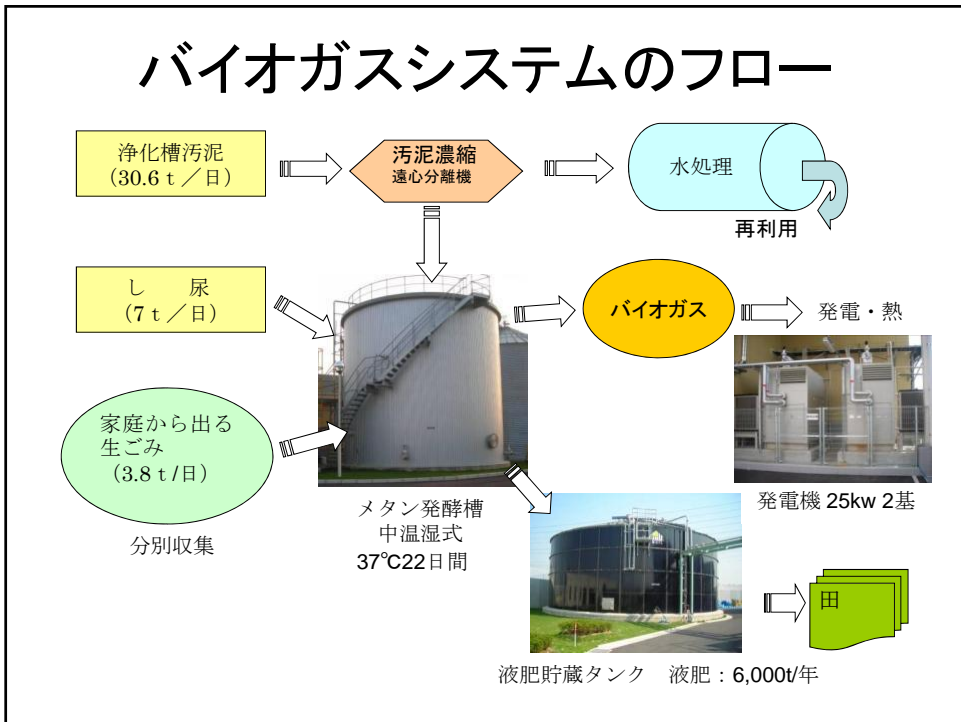 バイオガスシステムのフロー
浄化槽汚泥
(30.6 t/日)
汚泥濃縮
遠心分離機
水処理
再利用
し 尿
(7 t/日)
バイオガス
発電・熱
家庭から出る
生ごみ
(3.8 t/日)
分別収集
メタン発酵槽
中温湿式
37℃22日間
発電機 25kw 2基
田
液肥貯蔵タンク 液肥:6,000t/年